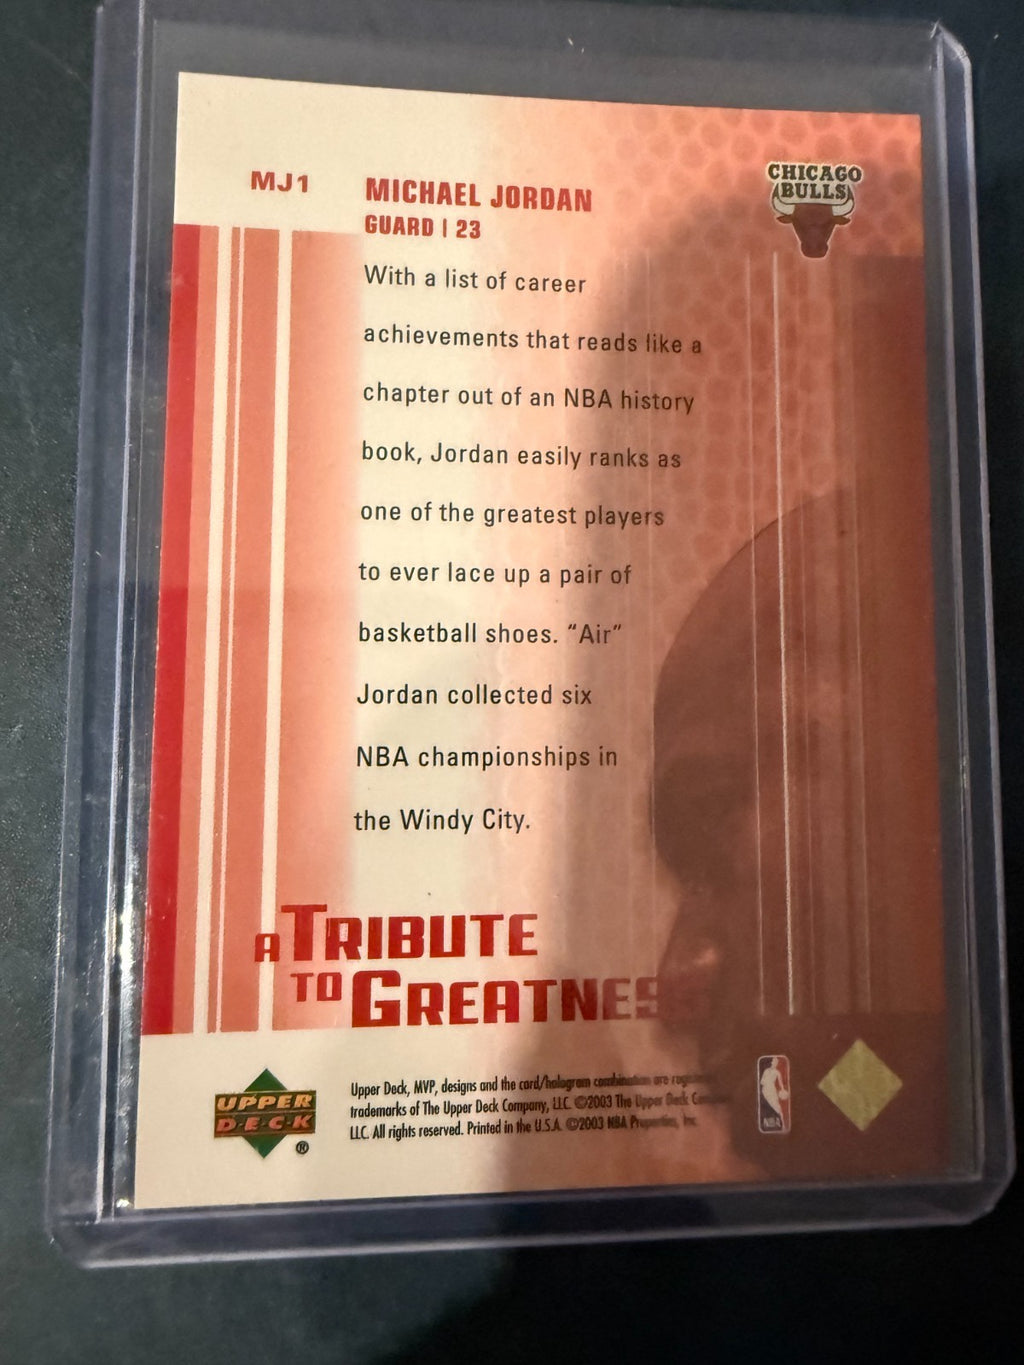 MJ1
MICHAEL JORDAN
GUARD | 23
CHICAGO
BULLS
With a list of career
achievements that reads like a
chapter out of an NBA history
book, Jordan easily ranks as
one of the greatest players
to ever lace up a pair of
basketball shoes. “Air”
Jordan collected six
NBA championships in
the Windy City.
A TRIBUTE
TO GREATNES
UPPER
D·E·C·K
®
Upper Deck, MVP, designs and the card/hologram combination are
trademarks of The Upper Deck Company, LLC. ©2003 The Upper Deck
LLC. All rights reserved. Printed in the U.S.A. ©2003 NBA Properties, Inc.
NBA